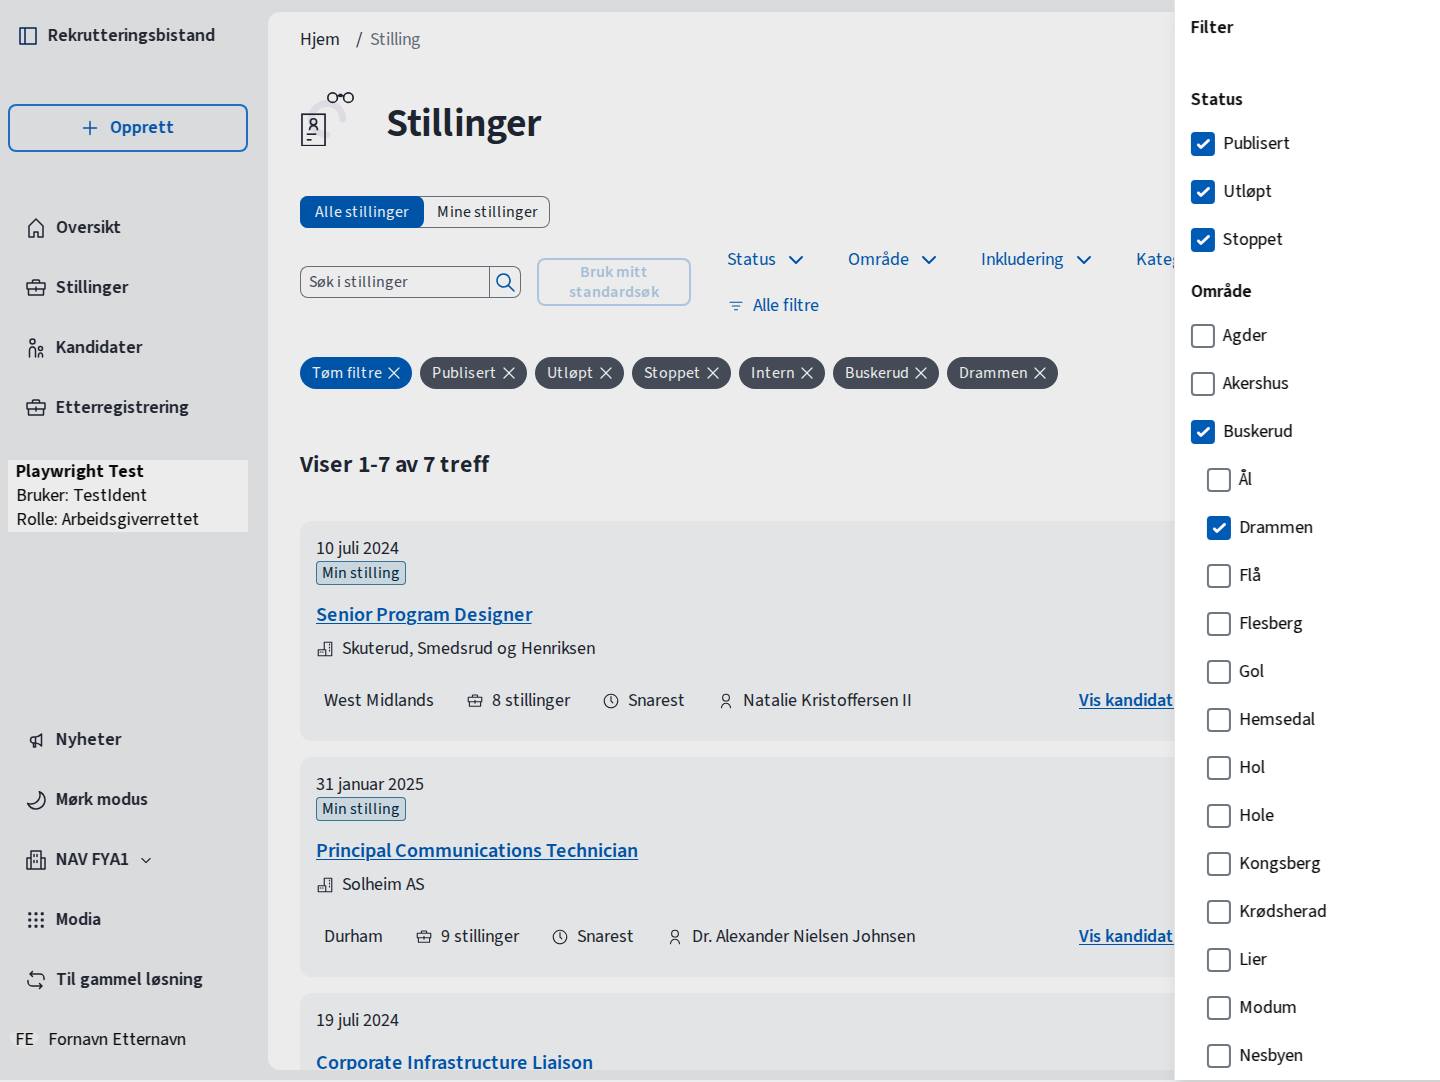 Rekrutteringsbistand
Opprett
Oversikt
Stillinger
Kandidater
Etterregistrering
Playwright Test
Bruker: TestIdent
Rolle: Arbeidsgiverrettet
Nyheter
Mørk modus
NAV FYA1
Modia
Til gammel løsning
FE Fornavn Etternavn
Hjem / Stilling
Stillinger
Alle stillinger Mine stillinger
Søk i stillinger
Bruk mitt
standardsøk
Status Område Inkludering Kateg
Alle filtre
Tøm filtre Publisert Utløpt Stoppet Intern Buskerud Drammen
Viser 1-7 av 7 treff
10 juli 2024
Min stilling
Senior Program Designer
Skuterud, Smedsrud og Henriksen
West Midlands 8 stillinger Snarest Natalie Kristoffersen II Vis kandidat
31 januar 2025
Min stilling
Principal Communications Technician
Solheim AS
Durham 9 stillinger Snarest Dr. Alexander Nielsen Johnsen Vis kandidat
19 juli 2024
Corporate Infrastructure Liaison
Filter
Status
Publisert
Utløpt
Stoppet
Område
Agder
Akershus
Buskerud
Ål
Drammen
Flå
Flesberg
Gol
Hemsedal
Hol
Hole
Kongsberg
Krødsherad
Lier
Modum
Nesbyen